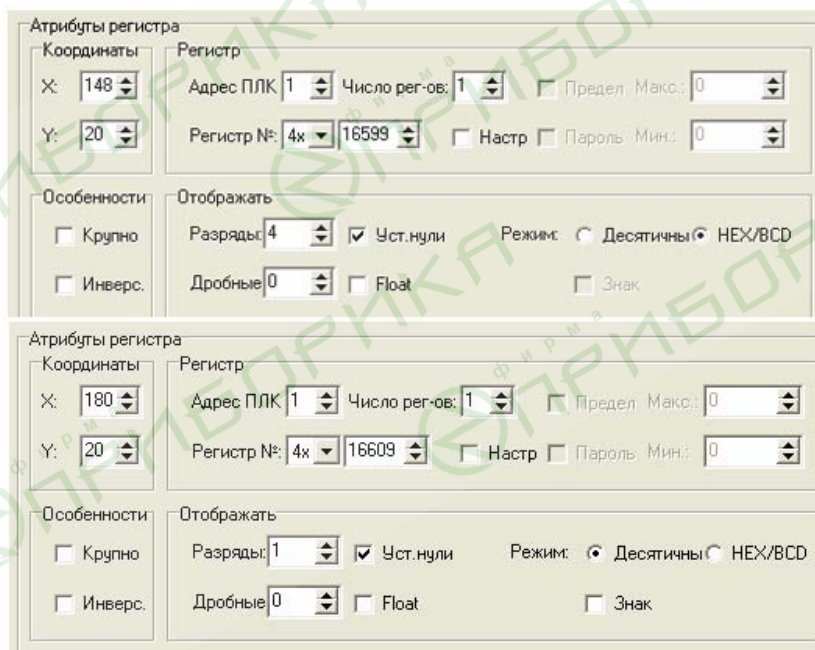 Атрибуты регистра
Координаты Регистр
X: 148 Адрес ПЛК 1 Число рег-ов: 1 Предел Макс.: 0
Y: 20 Регистр №: 4x 16599 Настр Пароль Мин.: 0
Особенности Отображать
Крупно Разряды: 4 Уст.нули Режим: Десятичны HEX/BCD
Инверс. Дробные 0 Float Знак
Атрибуты регистра
Координаты Регистр
X: 180 Адрес ПЛК 1 Число рег-ов: 1 Предел Макс.: 0
Y: 20 Регистр №: 4x 16609 Настр Пароль Мин.: 0
Особенности Отображать
Крупно Разряды: 1 Уст.нули Режим: Десятичны HEX/BCD
Инверс. Дробные 0 Float Знак
фирма
ПРИБОРИКА